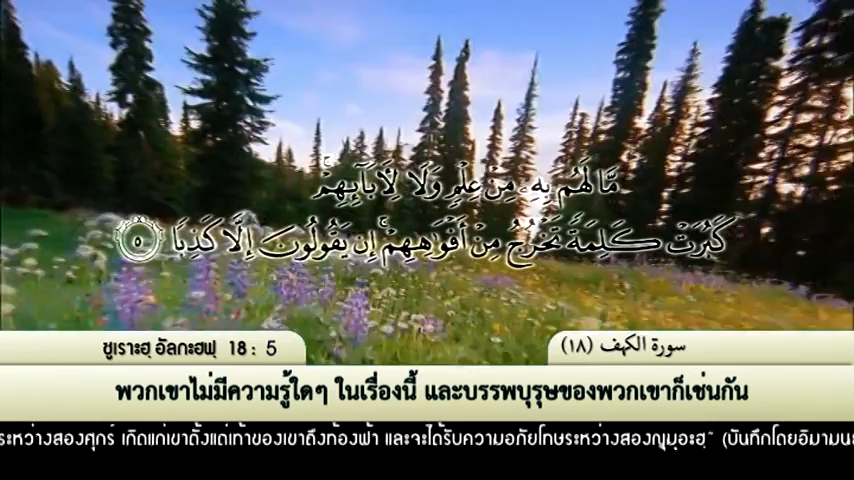 مَّا لَهُم بِهِۦ مِنْ عِلْمٍ وَلَا لِـَٔابَآئِهِمْ ۚ
كَبُرَتْ كَلِمَةً تَخْرُجُ مِنْ أَفْوَٰهِهِمْ ۚ إِن يَقُولُونَ إِلَّا كَذِبًا ٥
ซูเราะฮฺ อัลกะฮฟฺ 18 : 5
سورة الكهف (١٨)
พวกเขาไม่มีความรู้ใดๆ ในเรื่องนี้ และบรรพบุรุษของพวกเขาก็เช่นกัน
ระหว่างสองศุกร์ เกิดแก่เขาตั้งแต่เท้าของเขาถึงท้องฟ้า และจะได้รับความอภัยโทษระหว่างสองญุมุอะฮฺ" (บันทึกโดยอิมาม